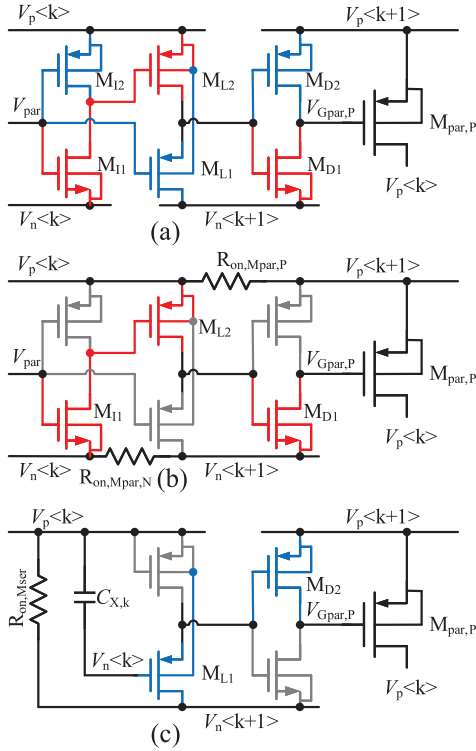 Vp<k> Vp<k+1>
MI2 ML2 MD2
Vpar VGpar,P Mpar,P
MI1 ML1 MD1
Vp<k>
Vn<k> Vn<k+1>
(a)
Vp<k> Ron,Mpar,P Vp<k+1>
ML2
Vpar VGpar,P Mpar,P
MI1 MD1
Vp<k>
Vn<k> Ron,Mpar,N Vn<k+1>
(b)
Vp<k> Vp<k+1>
Ron,Mser CX,k MD2
VGpar,P Mpar,P
Vn<k> ML1
Vp<k>
Vn<k+1>
(c)